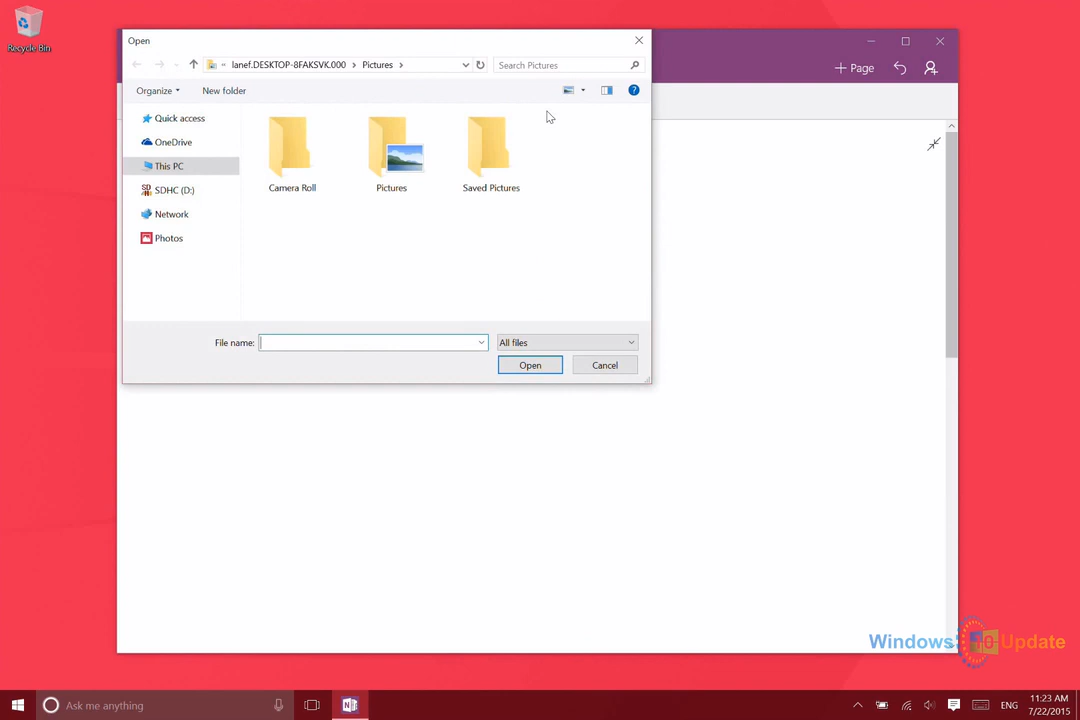 Recycle Bin
Open
« lanef.DESKTOP-8FAKSVK.000 > Pictures >
Search Pictures
+ Page
Organize
New folder
Quick access
OneDrive
This PC
SDHC (D:)
Network
Photos
Camera Roll
Pictures
Saved Pictures
File name:
All files
Open
Cancel
Windows 10 Update
Ask me anything
ENG
11:23 AM
7/22/2015